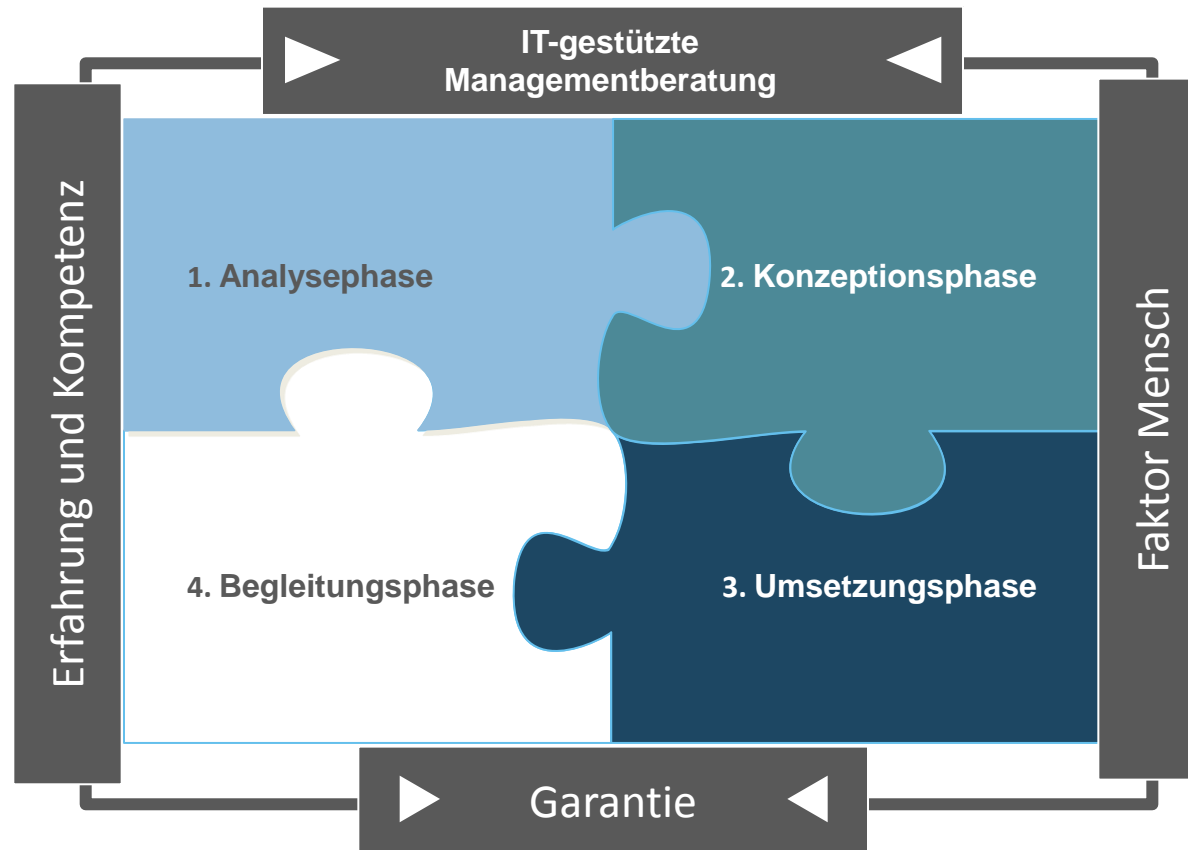 IT-gestützte
Managementberatung
Erfahrung und Kompetenz
1. Analysephase
2. Konzeptionsphase
Faktor Mensch
4. Begleitungsphase
3. Umsetzungsphase
Garantie